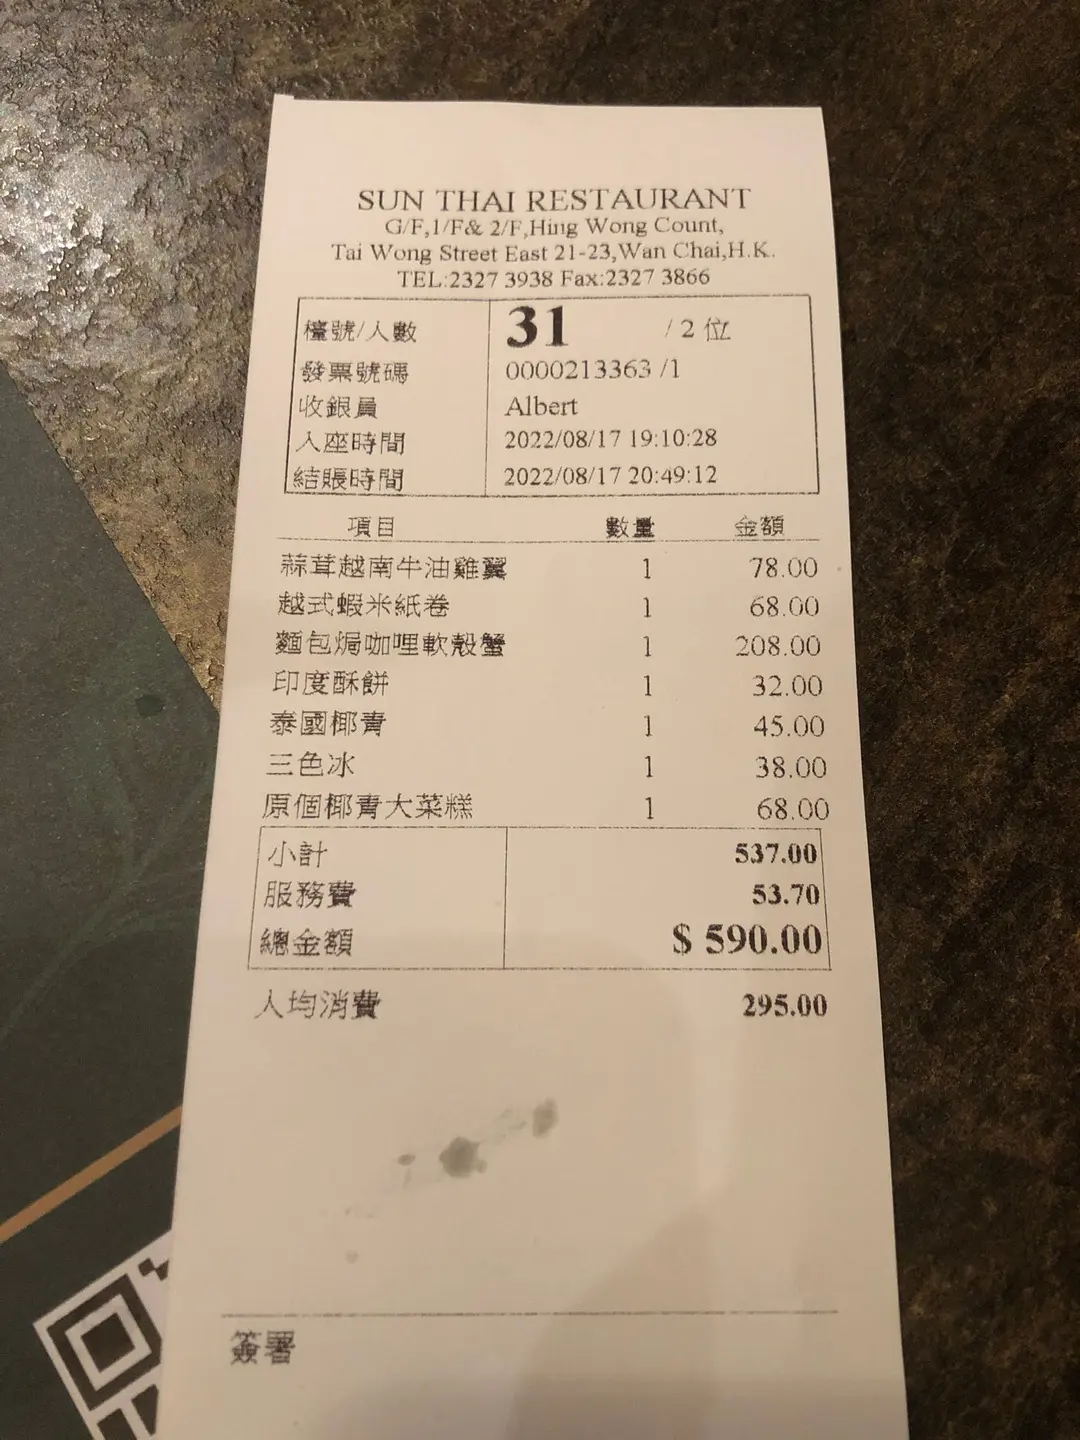 SUN THAI RESTAURANT
G/F,1/F& 2/F,Hing Wong Count,
Tai Wong Street East 21-23,Wan Chai,H.K.
TEL:2327 3938 Fax:2327 3866
檯號/人數 31 / 2 位
發票號碼 0000213363 /1
收銀員 Albert
入座時間 2022/08/17 19:10:28
結賬時間 2022/08/17 20:49:12
項目 數量 金額
蒜茸越南牛油雞翼 1 78.00
越式蝦米紙卷 1 68.00
麵包焗咖哩軟殼蟹 1 208.00
印度酥餅 1 32.00
泰國椰青 1 45.00
三色冰 1 38.00
原個椰青大菜糕 1 68.00
小計 537.00
服務費 53.70
總金額 $ 590.00
人均消費 295.00
簽署